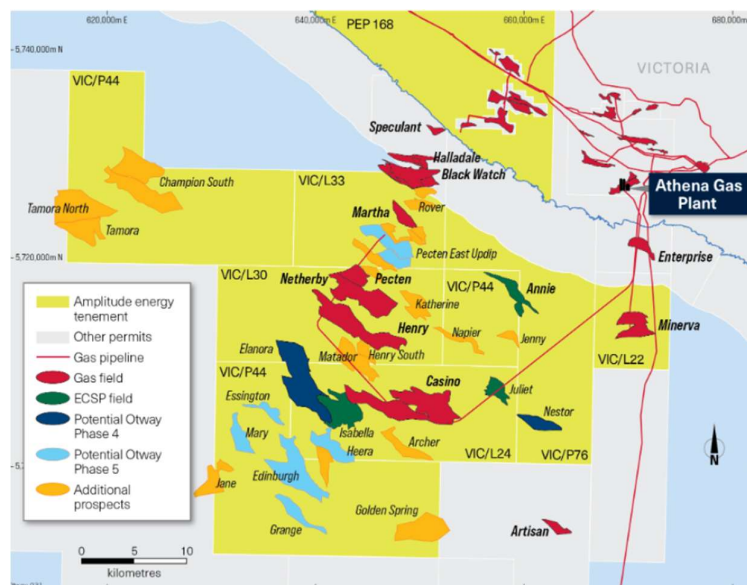 620,000m E
640,000m E
660,000m E
680,000m
5,740,000m N
PEP 168
VICTORIA
VIC/P44
Speculant
Halladale
Black Watch
Athena Gas
Plant
Champion South
VIC/L33
Tamora North
Martha
Rover
Tamora
Pecten East Updip
5,720,000m N
Enterprise
VIC/L30
Netherby
Pecten
VIC/P44
Annie
Katherine
Minerva
Henry
Napier
Jenny
Elanora
Matador
Henry South
VIC/L22
VIC/P44
Casino
Juliet
Essington
Nestor
Isabella
Mary
Heera
Archer
VIC/L24
VIC/P76
Jane
Edinburgh
Golden Spring
Grange
Artisan
Amplitude energy
tenement
Other permits
Gas pipeline
Gas field
ECSP field
Potential Otway
Phase 4
Potential Otway
Phase 5
Additional
prospects
N
0 5 10
kilometres